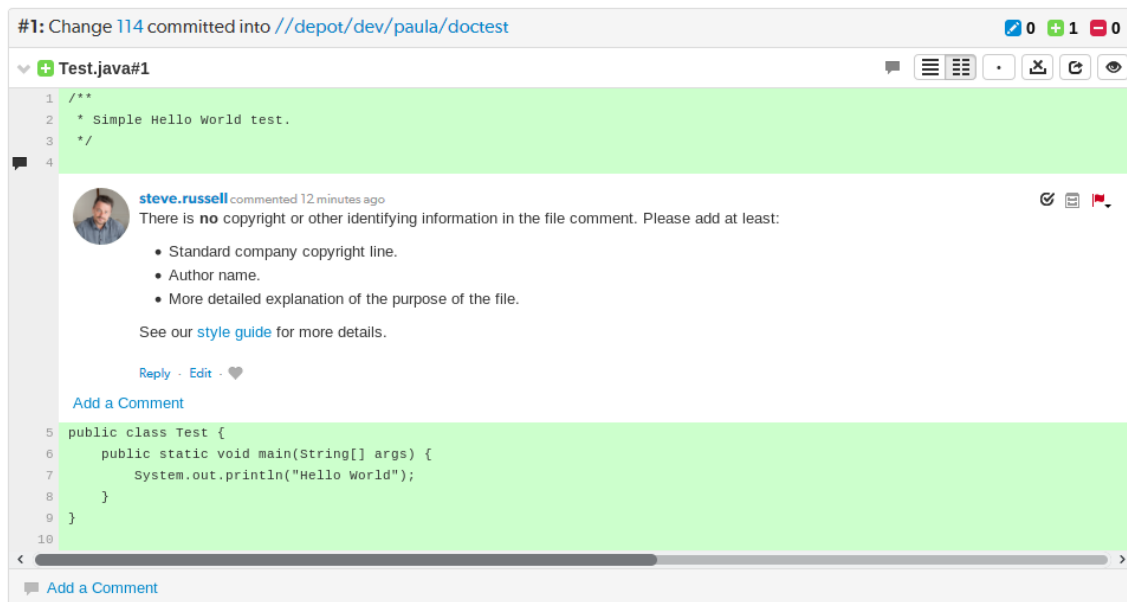 #1: Change 114 committed into //depot/dev/paula/doctest 0 1 0
Test.java#1
1 /**
2  * Simple Hello World test.
3  */
4
steve.russell commented 12 minutes ago
There is no copyright or other identifying information in the file comment. Please add at least:
• Standard company copyright line.
• Author name.
• More detailed explanation of the purpose of the file.
See our style guide for more details.
Reply · Edit ·
Add a Comment
5 public class Test {
6     public static void main(String[] args) {
7         System.out.println("Hello World");
8     }
9 }
10
Add a Comment